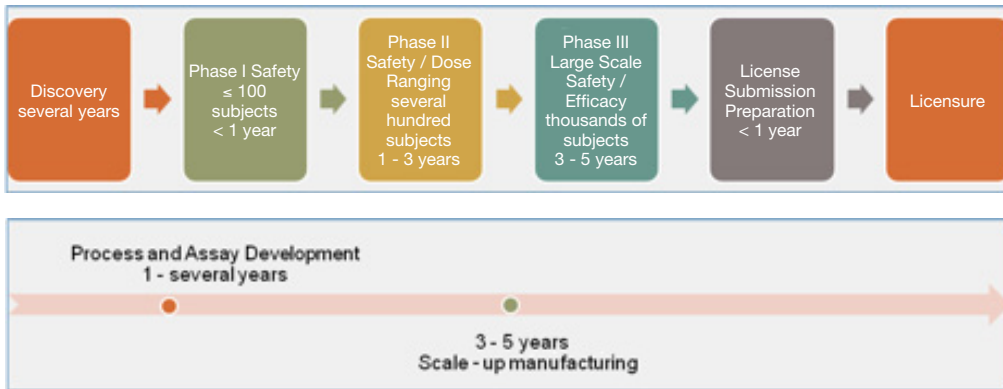 Discovery
several years
Phase I Safety
≤ 100
subjects
< 1 year
Phase II
Safety / Dose
Ranging
several
hundred
subjects
1 - 3 years
Phase III
Large Scale
Safety /
Efficacy
thousands of
subjects
3 - 5 years
License
Submission
Preparation
< 1 year
Licensure
Process and Assay Development
1 - several years
3 - 5 years
Scale - up manufacturing